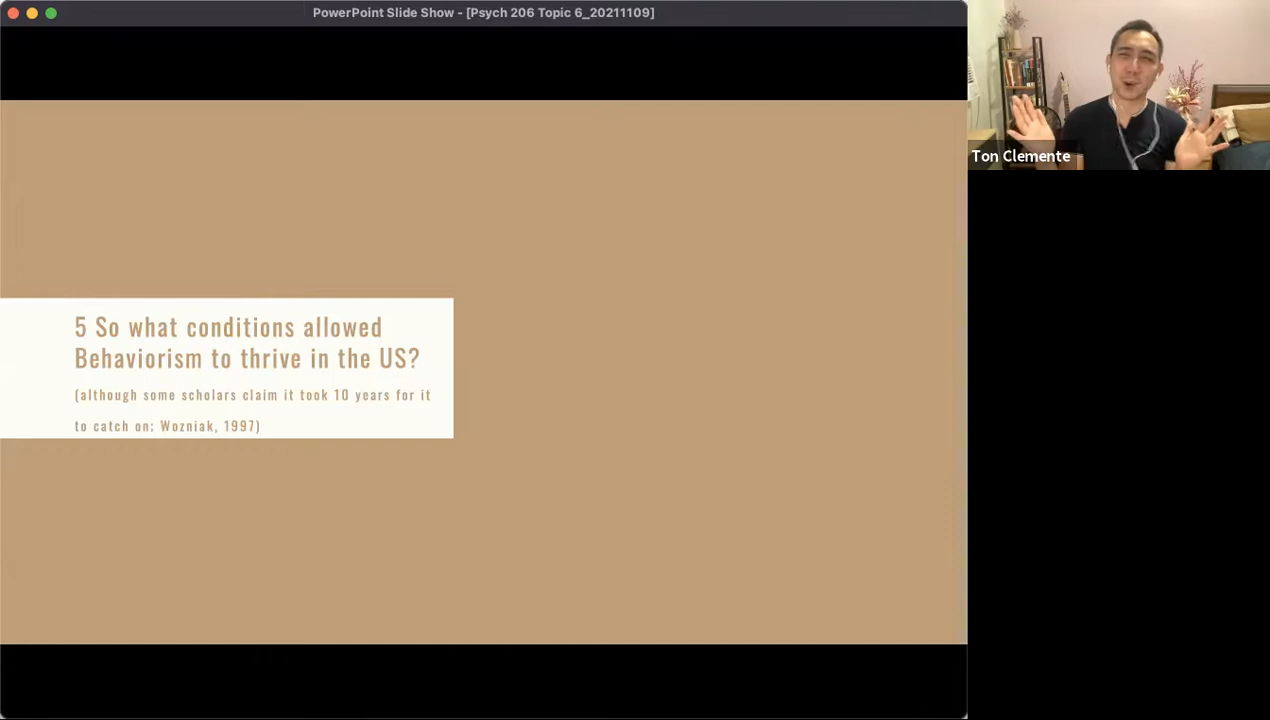 PowerPoint Slide Show - [Psych 206 Topic 6_20211109]
Ton Clemente
5 So what conditions allowed
Behaviorism to thrive in the US?
(although some scholars claim it took 10 years for it
to catch on; Wozniak, 1997)